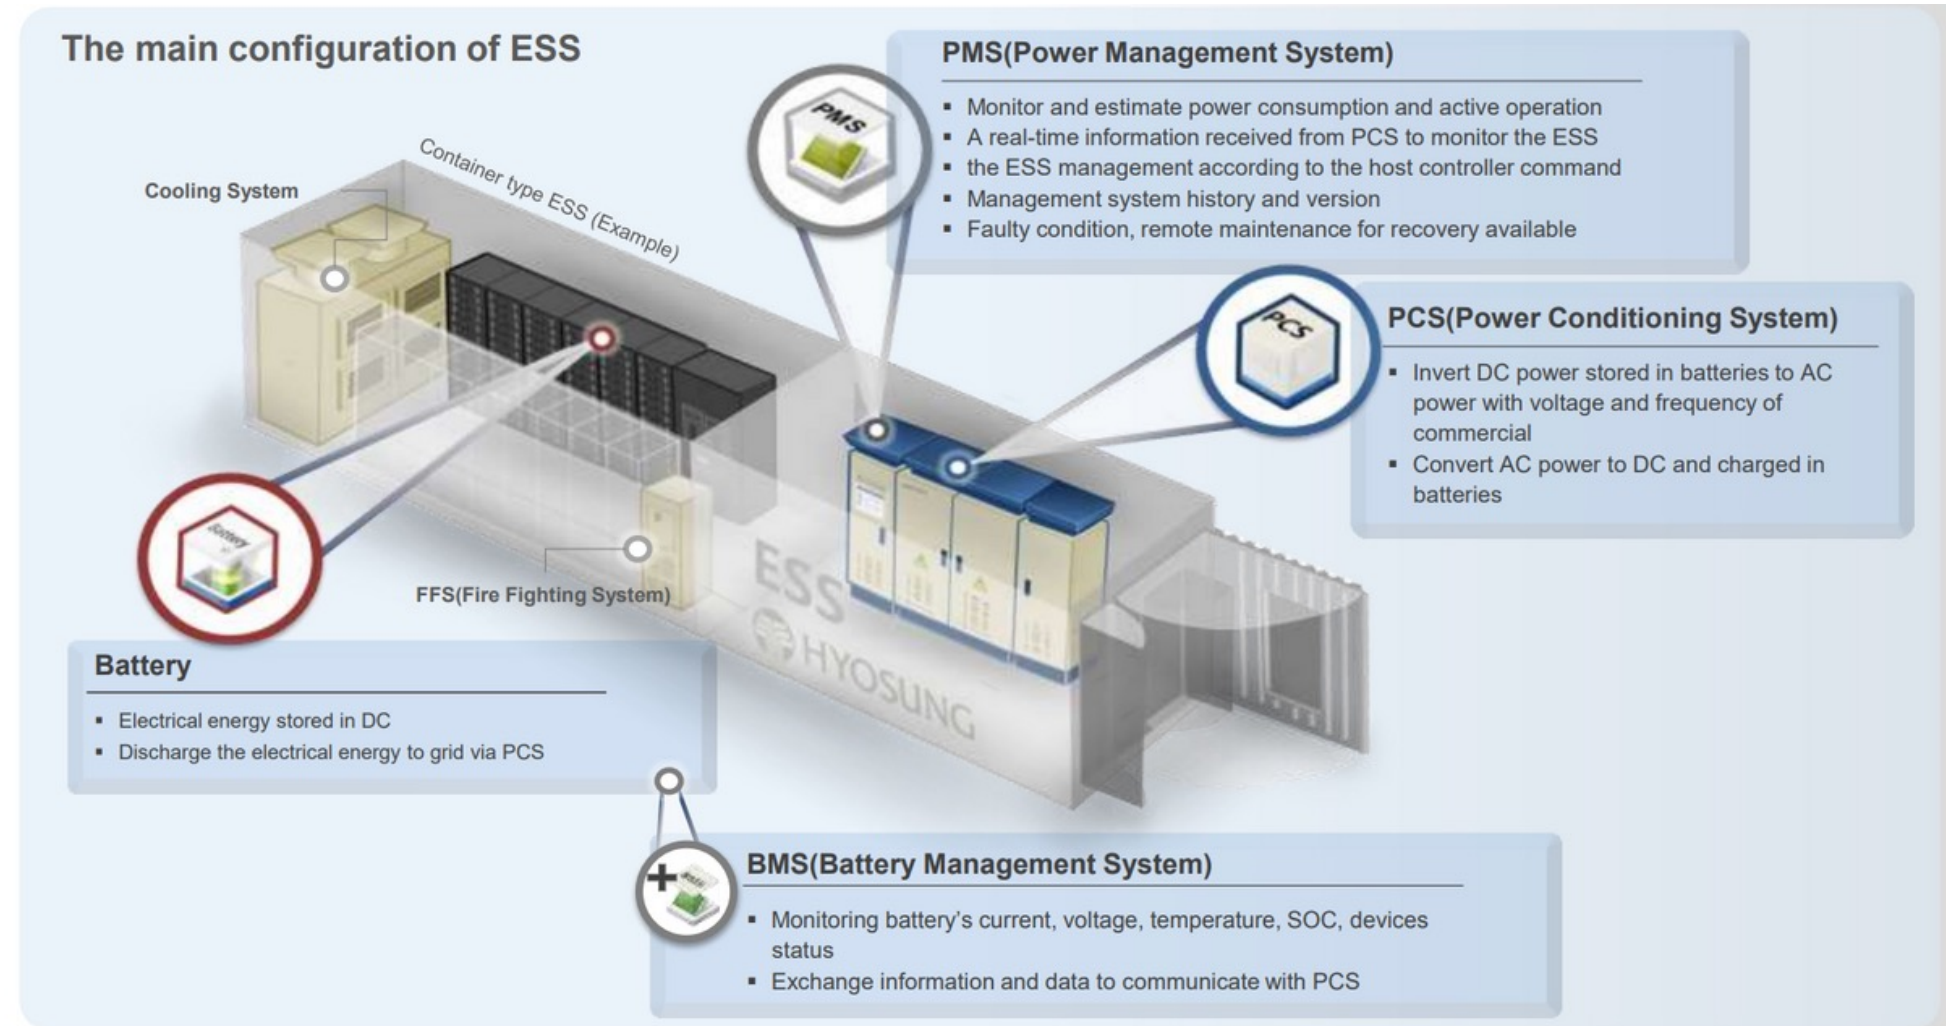 The main configuration of ESS
PMS(Power Management System)
▪ Monitor and estimate power consumption and active operation
▪ A real-time information received from PCS to monitor the ESS
▪ the ESS management according to the host controller command
▪ Management system history and version
▪ Faulty condition, remote maintenance for recovery available
PMS
Container type ESS (Example)
Cooling System
PCS
PCS(Power Conditioning System)
▪ Invert DC power stored in batteries to AC
power with voltage and frequency of
commercial
▪ Convert AC power to DC and charged in
batteries
Battery
FFS(Fire Fighting System)
ESS
HYOSUNG
Battery
▪ Electrical energy stored in DC
▪ Discharge the electrical energy to grid via PCS
BMS(Battery Management System)
▪ Monitoring battery's current, voltage, temperature, SOC, devices
status
▪ Exchange information and data to communicate with PCS